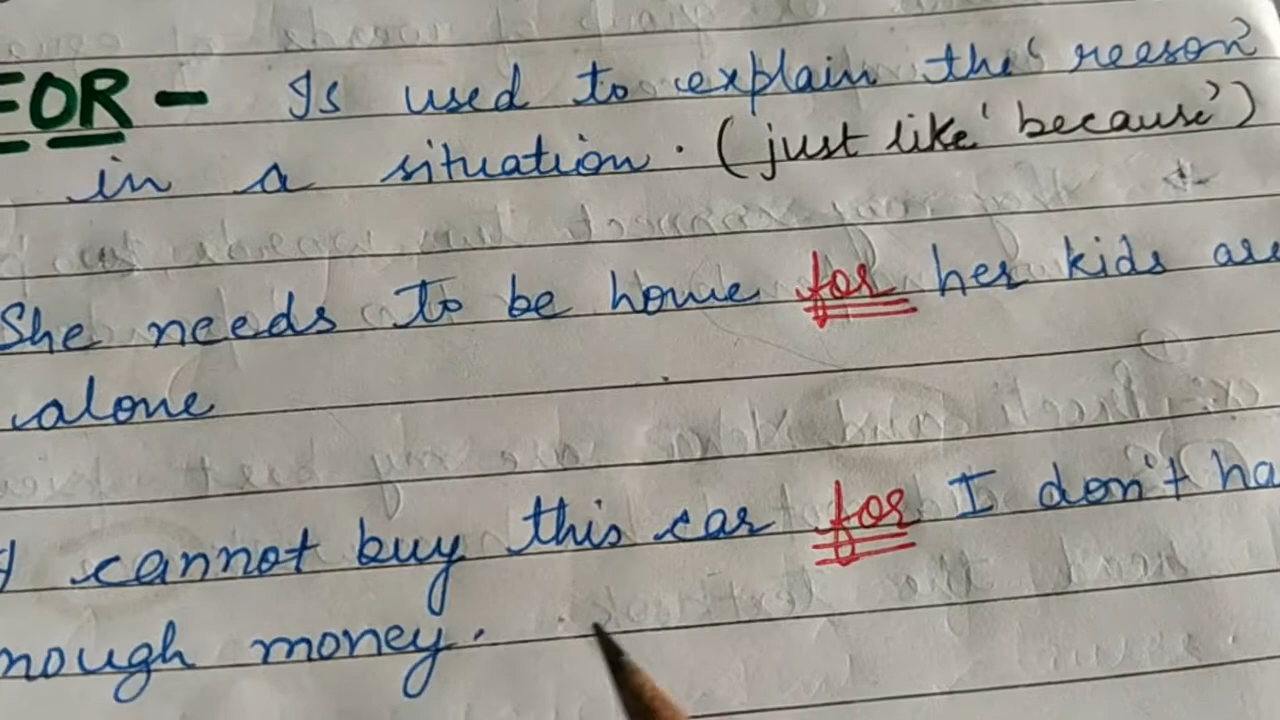 FOR - Is used to explain the 'reeson'
in a situation. (just like 'because')
She needs to be home for her kids are
alone
I cannot buy this car for I don't ha
nough money.